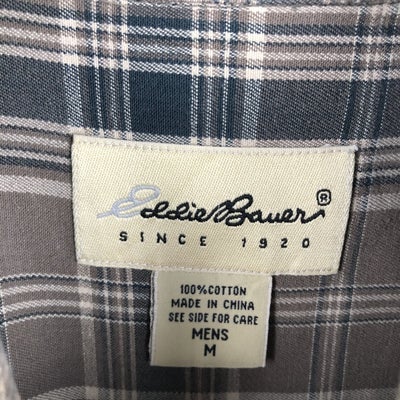 Eddie Bauer®
SINCE 1920
100% COTTON
MADE IN CHINA
SEE SIDE FOR CARE
MENS
M